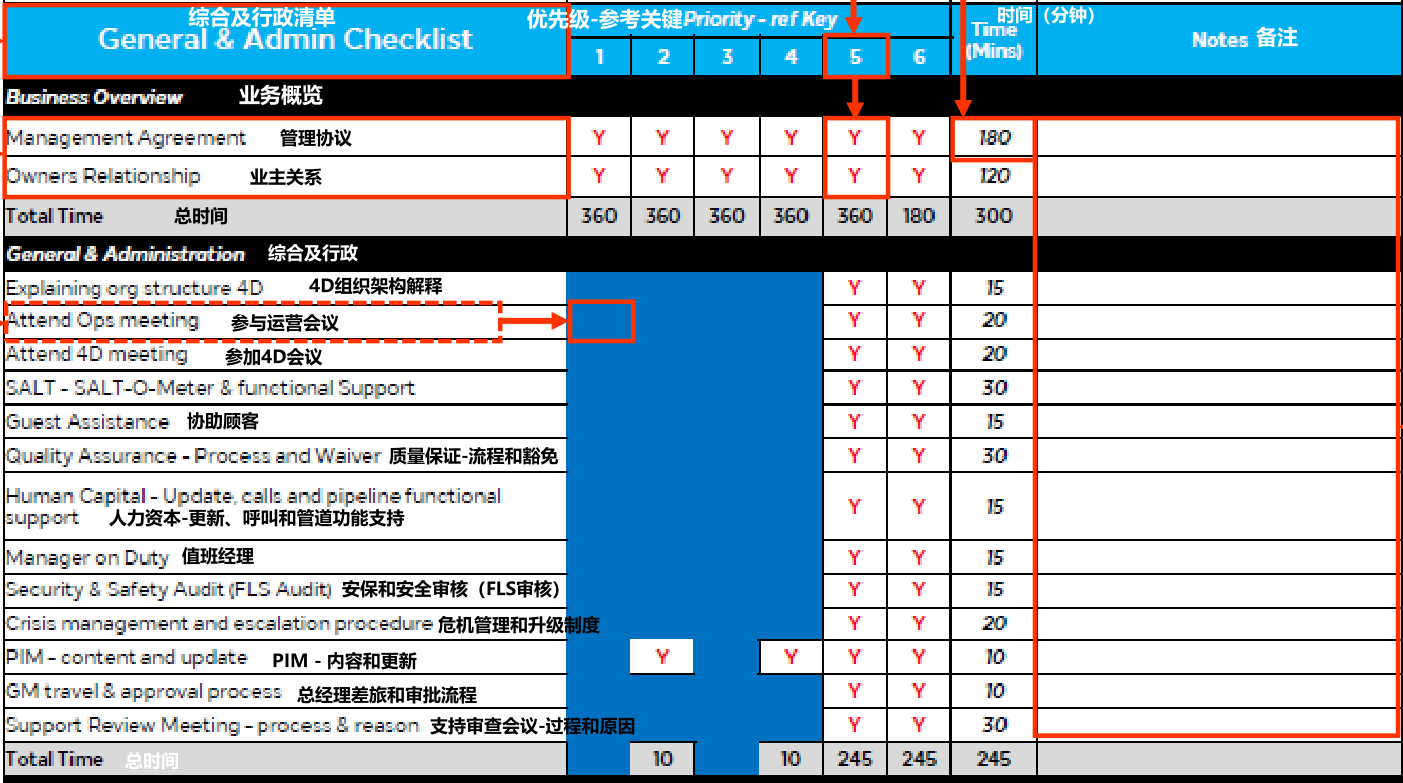 综合及行政清单
General & Admin Checklist
优先级-参考关键Priority - ref Key
1 2 3 4 5 6
时间（分钟）
Time
(Mins)
Notes 备注
Business Overview 业务概览
Management Agreement 管理协议 Y Y Y Y Y Y 180
Owners Relationship 业主关系 Y Y Y Y Y Y 120
Total Time 总时间 360 360 360 360 360 180 300
General & Administration 综合及行政
Explaining org structure 4D 4D组织架构解释 Y Y 15
Attend Ops meeting 参与运营会议 Y Y 20
Attend 4D meeting 参加4D会议 Y Y 20
SALT - SALT-O-Meter & functional Support Y Y 30
Guest Assistance 协助顾客 Y Y 15
Quality Assurance - Process and Waiver 质量保证-流程和豁免 Y Y 30
Human Capital - Update, calls and pipeline functional
support 人力资本-更新、呼叫和管道功能支持 Y Y 15
Manager on Duty 值班经理 Y Y 15
Security & Safety Audit (FLS Audit) 安保和安全审核（FLS审核） Y Y 15
Crisis management and escalation procedure 危机管理和升级制度 Y Y 20
PIM - content and update PIM - 内容和更新 Y Y Y Y 10
GM travel & approval process 总经理差旅和审批流程 Y Y 10
Support Review Meeting - process & reason 支持审查会议-过程和原因 Y Y 30
Total Time 总时间 10 10 245 245 245